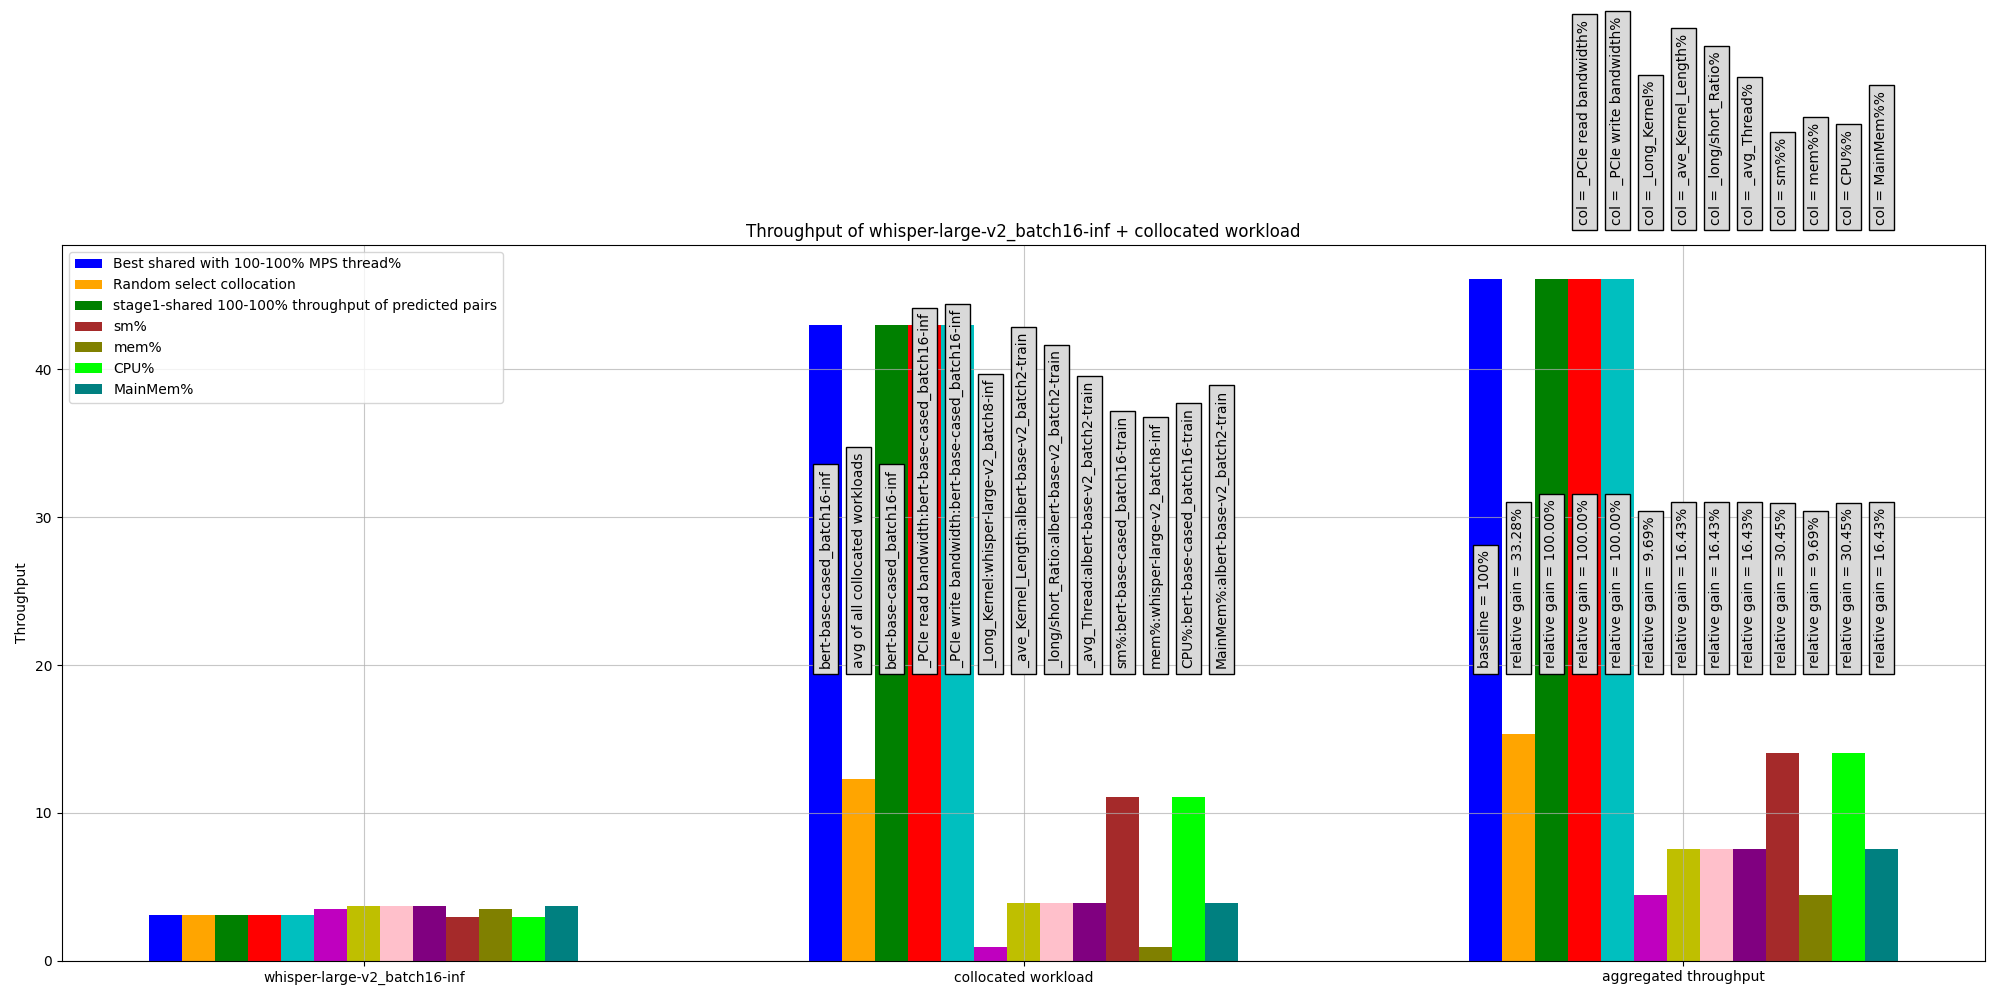 col = _PCIe read bandwidth%
col = _PCIe write bandwidth%
col = _Long_Kernel%
col = _ave_Kernel_Length%
col = _long/short_Ratio%
col = _avg_Thread%
col = sm%%
col = mem%%
col = CPU%%
col = MainMem%%
Throughput of whisper-large-v2_batch16-inf + collocated workload
Best shared with 100-100% MPS thread%
Random select collocation
stage1-shared 100-100% throughput of predicted pairs
sm%
mem%
CPU%
MainMem%
Throughput
40
30
20
10
0
bert-base-cased_batch16-inf
avg of all collocated workloads
bert-base-cased_batch16-inf
_PCIe read bandwidth:bert-base-cased_batch16-inf
_PCIe write bandwidth:bert-base-cased_batch16-inf
_Long_Kernel:whisper-large-v2_batch8-inf
_ave_Kernel_Length:albert-base-v2_batch2-train
_long/short_Ratio:albert-base-v2_batch2-train
_avg_Thread:albert-base-v2_batch2-train
sm%:bert-base-cased_batch16-train
mem%:whisper-large-v2_batch8-inf
CPU%:bert-base-cased_batch16-train
MainMem%:albert-base-v2_batch2-train
baseline = 100%
relative gain = 33.28%
relative gain = 100.00%
relative gain = 100.00%
relative gain = 100.00%
relative gain = 9.69%
relative gain = 16.43%
relative gain = 16.43%
relative gain = 16.43%
relative gain = 30.45%
relative gain = 9.69%
relative gain = 30.45%
relative gain = 16.43%
whisper-large-v2_batch16-inf
collocated workload
aggregated throughput